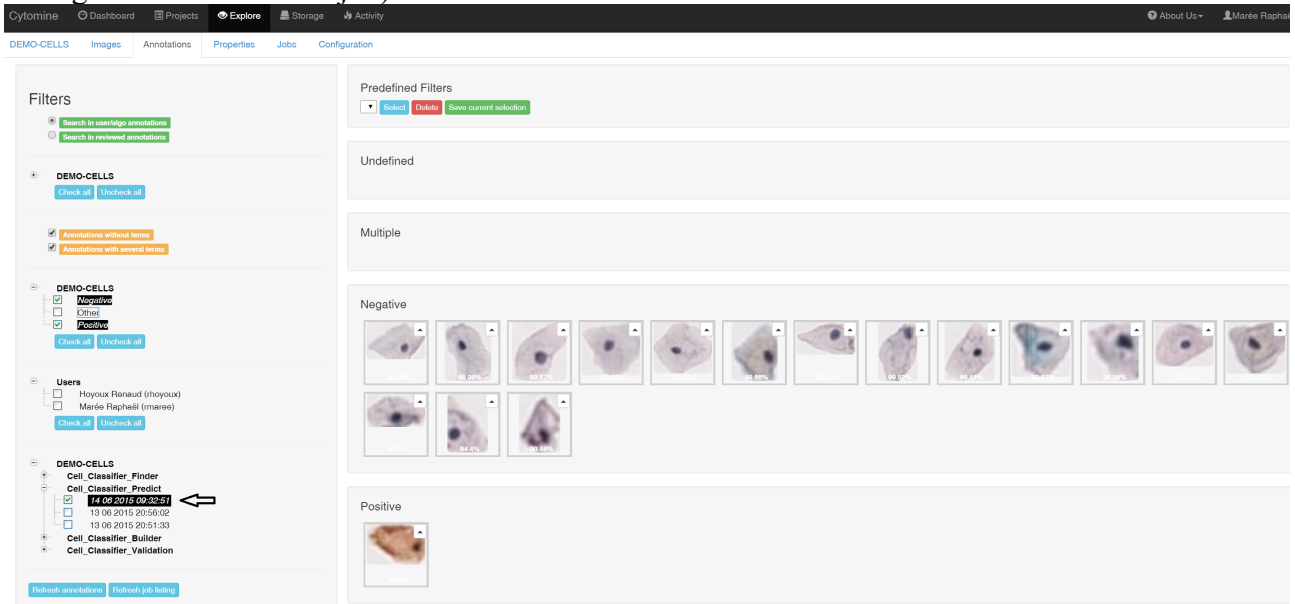 Cytomine Dashboard Projects Explore Storage Activity About Us Marée Raphaë
DEMO-CELLS Images Annotations Properties Jobs Configuration
Filters
Search in user/algo annotations
Search in reviewed annotations
DEMO-CELLS
Check all Uncheck all
Annotations without terms
Annotations with several terms
DEMO-CELLS
Negative
Other
Positive
Check all Uncheck all
Users
Hoyoux Renaud (rhoyoux)
Marée Raphaël (rmaree)
Check all Uncheck all
DEMO-CELLS
Cell_Classifier_Finder
Cell_Classifier_Predict
14 06 2015 09:32:51
13 06 2015 20:56:02
13 06 2015 20:51:33
Cell_Classifier_Builder
Cell_Classifier_Validation
Refresh annotations Refresh job listing
Predefined Filters
Select Delete Save current selection
Undefined
Multiple
Negative
94.4%
Positive